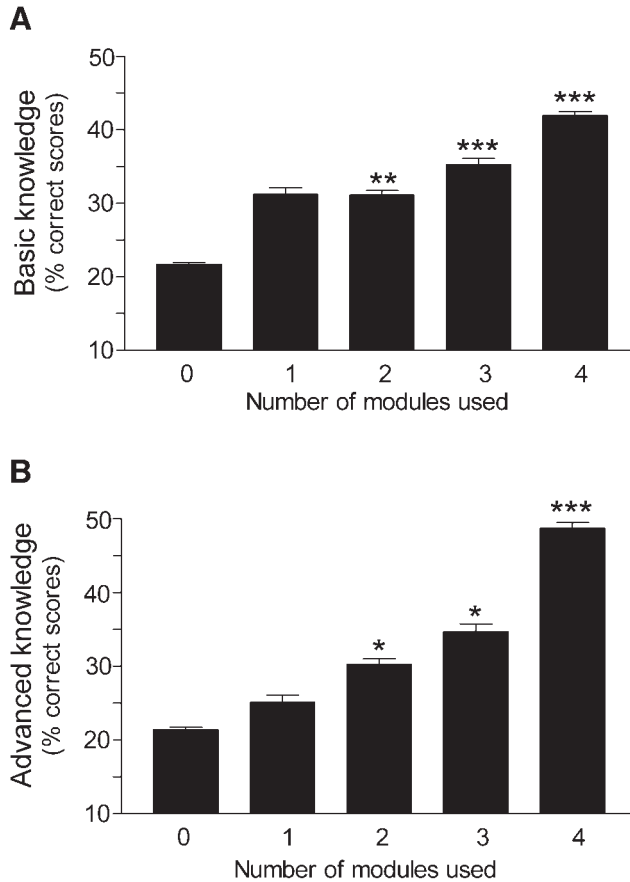 A
Basic knowledge
(% correct scores)
50
40
30
20
10
**
***
***
0 1 2 3 4
Number of modules used
B
Advanced knowledge
(% correct scores)
50
40
30
20
10
*
*
***
0 1 2 3 4
Number of modules used